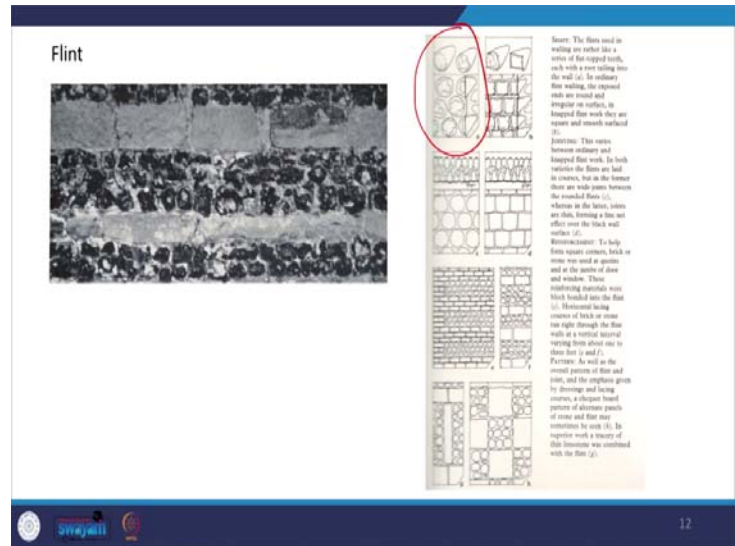 Flint
SHAPE: The flints used in
walling are rather like a
series of flat-topped teeth,
each with a root tailing into
the wall (a). In ordinary
flint walling, the exposed
ends are round and
irregular on surface, in
knapped flint work they are
square and smooth surfaced
(b).
JOINTING: This varies
between ordinary and
knapped flint work. In both
varieties the flints are laid
in courses, but in the former
there are wide joints between
the rounded flints (c),
whereas in the latter, joints
are thin, forming a fine net
effect over the black wall
surface (d).
REINFORCEMENT: To help
form square corners, brick or
stone was used at quoins
and at the jambs of door
and window. These
reinforcing materials were
block bonded into the flint
(e). Horizontal lacing
courses of brick or stone
run right through the flint
walls at a vertical interval
varying from about one to
three feet (e and f).
PATTERN: As well as the
overall pattern of flint and
joint, and the emphasis given
by dressings and lacing
courses, a chequer board
pattern of alternate panels
of stone and flint may
sometimes be seen (h). In
superior work a tracery of
thin limestone was combined
with the flint (g).
a
b
c
d
e
f
g
h
swayam
12